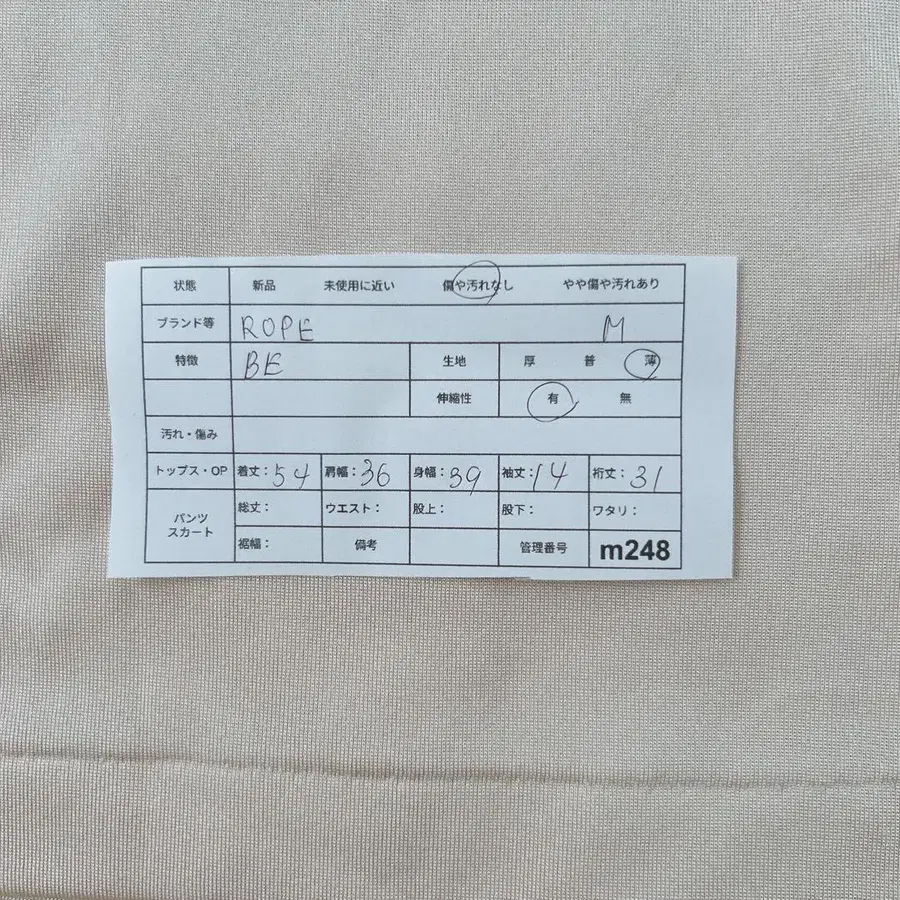 状態 新品 未使用に近い 傷や汚れなし やや傷や汚れあり
ブランド等 ROPE M
特徴 BE 生地 厚 普 薄
伸縮性 有 無
汚れ・傷み
トップス・OP 着丈：54 肩幅：36 身幅：39 袖丈：14 裄丈：31
パンツ スカート 総丈： ウエスト： 股上： 股下： ワタリ：
裾幅： 備考 管理番号 m248